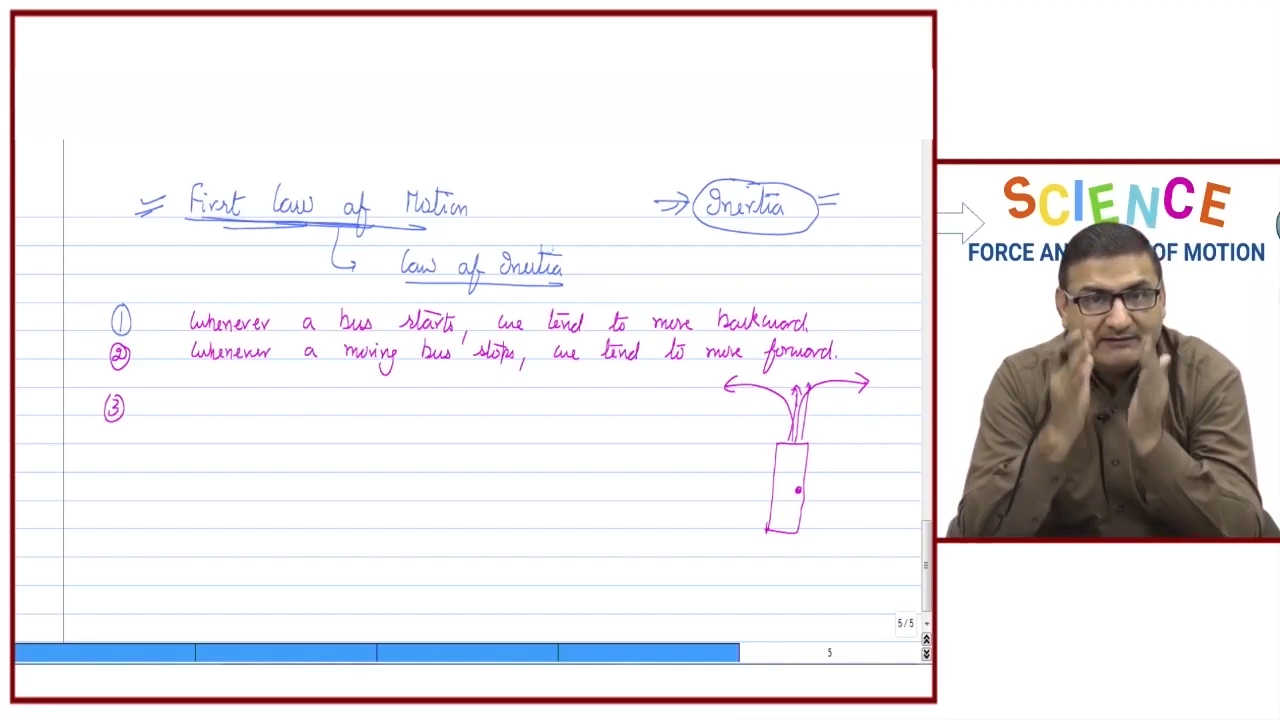 First Law of Motion
→ Inertia
Law of Inertia
① Whenever a bus starts, we tend to move backward.
② Whenever a moving bus stops, we tend to move forward.
③
5/5
5
SCIENCE
FORCE AN OF MOTION